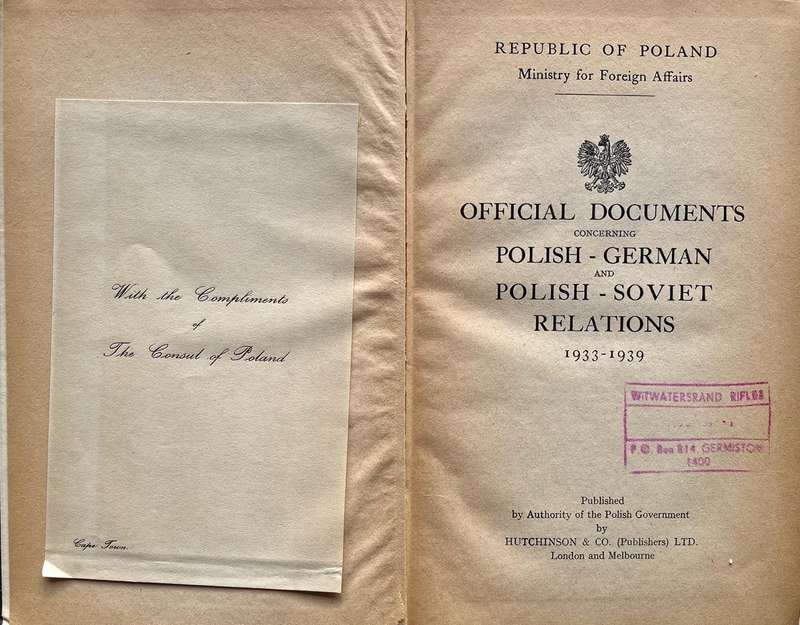 With the Compliments
of
The Consul of Poland
Cape Town.
REPUBLIC OF POLAND
Ministry for Foreign Affairs
OFFICIAL DOCUMENTS
CONCERNING
POLISH - GERMAN
AND
POLISH - SOVIET
RELATIONS
1933-1939
WITWATERSRAND RIFLES
P.O. Box 814 GERMISTON
1400
Published
by Authority of the Polish Government
by
HUTCHINSON & CO. (Publishers) LTD.
London and Melbourne